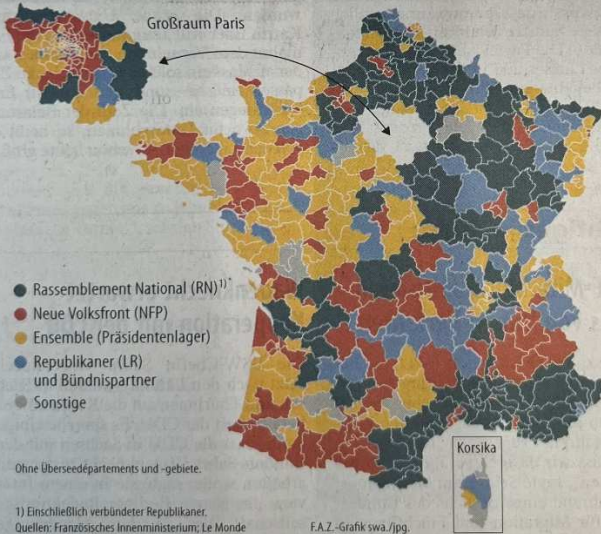 Großraum Paris
Rassemblement National (RN)1)*
Neue Volksfront (NFP)
Ensemble (Präsidentenlager)
Republikaner (LR)
und Bündnispartner
Sonstige
Korsika
Ohne Überseedépartements und -gebiete.
1) Einschließlich verbündeter Republikaner.
Quellen: Französisches Innenministerium; Le Monde
F.A.Z.-Grafik swa./jpg.